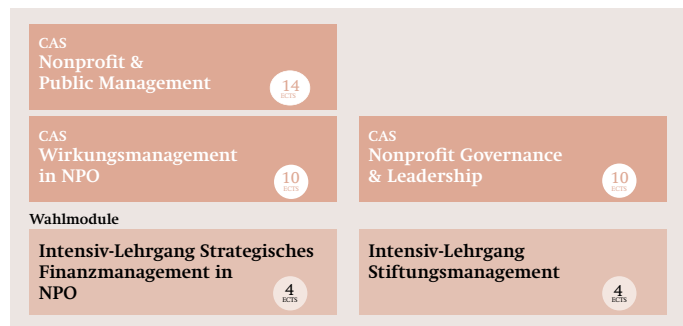 CAS
Nonprofit &
Public Management
14
ECTS
CAS
Wirkungsmanagement
in NPO
10
ECTS
CAS
Nonprofit Governance
& Leadership
10
ECTS
Wahlmodule
Intensiv-Lehrgang Strategisches
Finanzmanagement in
NPO
4
ECTS
Intensiv-Lehrgang
Stiftungsmanagement
4
ECTS